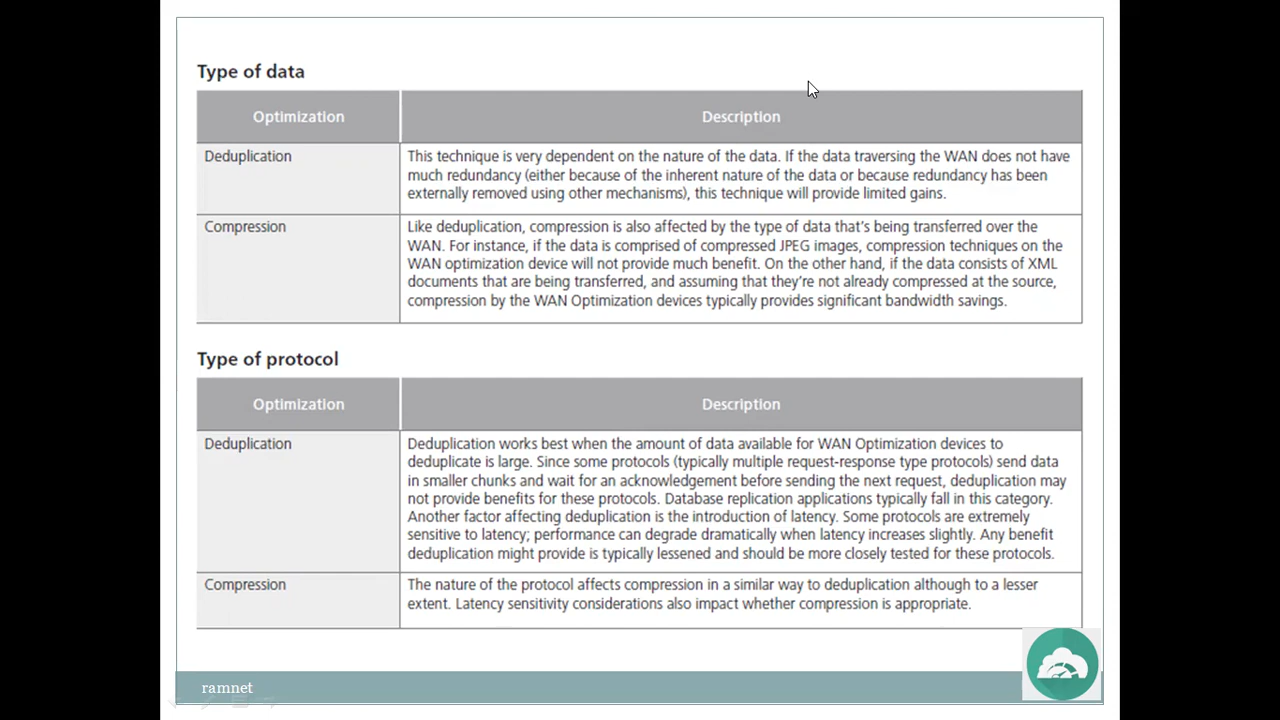 Type of data
Optimization
Description
Deduplication
This technique is very dependent on the nature of the data. If the data traversing the WAN does not have
much redundancy (either because of the inherent nature of the data or because redundancy has been
externally removed using other mechanisms), this technique will provide limited gains.
Compression
Like deduplication, compression is also affected by the type of data that's being transferred over the
WAN. For instance, if the data is comprised of compressed JPEG images, compression techniques on the
WAN optimization device will not provide much benefit. On the other hand, if the data consists of XML
documents that are being transferred, and assuming that they're not already compressed at the source,
compression by the WAN Optimization devices typically provides significant bandwidth savings.
Type of protocol
Optimization
Description
Deduplication
Deduplication works best when the amount of data available for WAN Optimization devices to
deduplicate is large. Since some protocols (typically multiple request-response type protocols) send data
in smaller chunks and wait for an acknowledgement before sending the next request, deduplication may
not provide benefits for these protocols. Database replication applications typically fall in this category.
Another factor affecting deduplication is the introduction of latency. Some protocols are extremely
sensitive to latency; performance can degrade dramatically when latency increases slightly. Any benefit
deduplication might provide is typically lessened and should be more closely tested for these protocols.
Compression
The nature of the protocol affects compression in a similar way to deduplication although to a lesser
extent. Latency sensitivity considerations also impact whether compression is appropriate.
ramnet